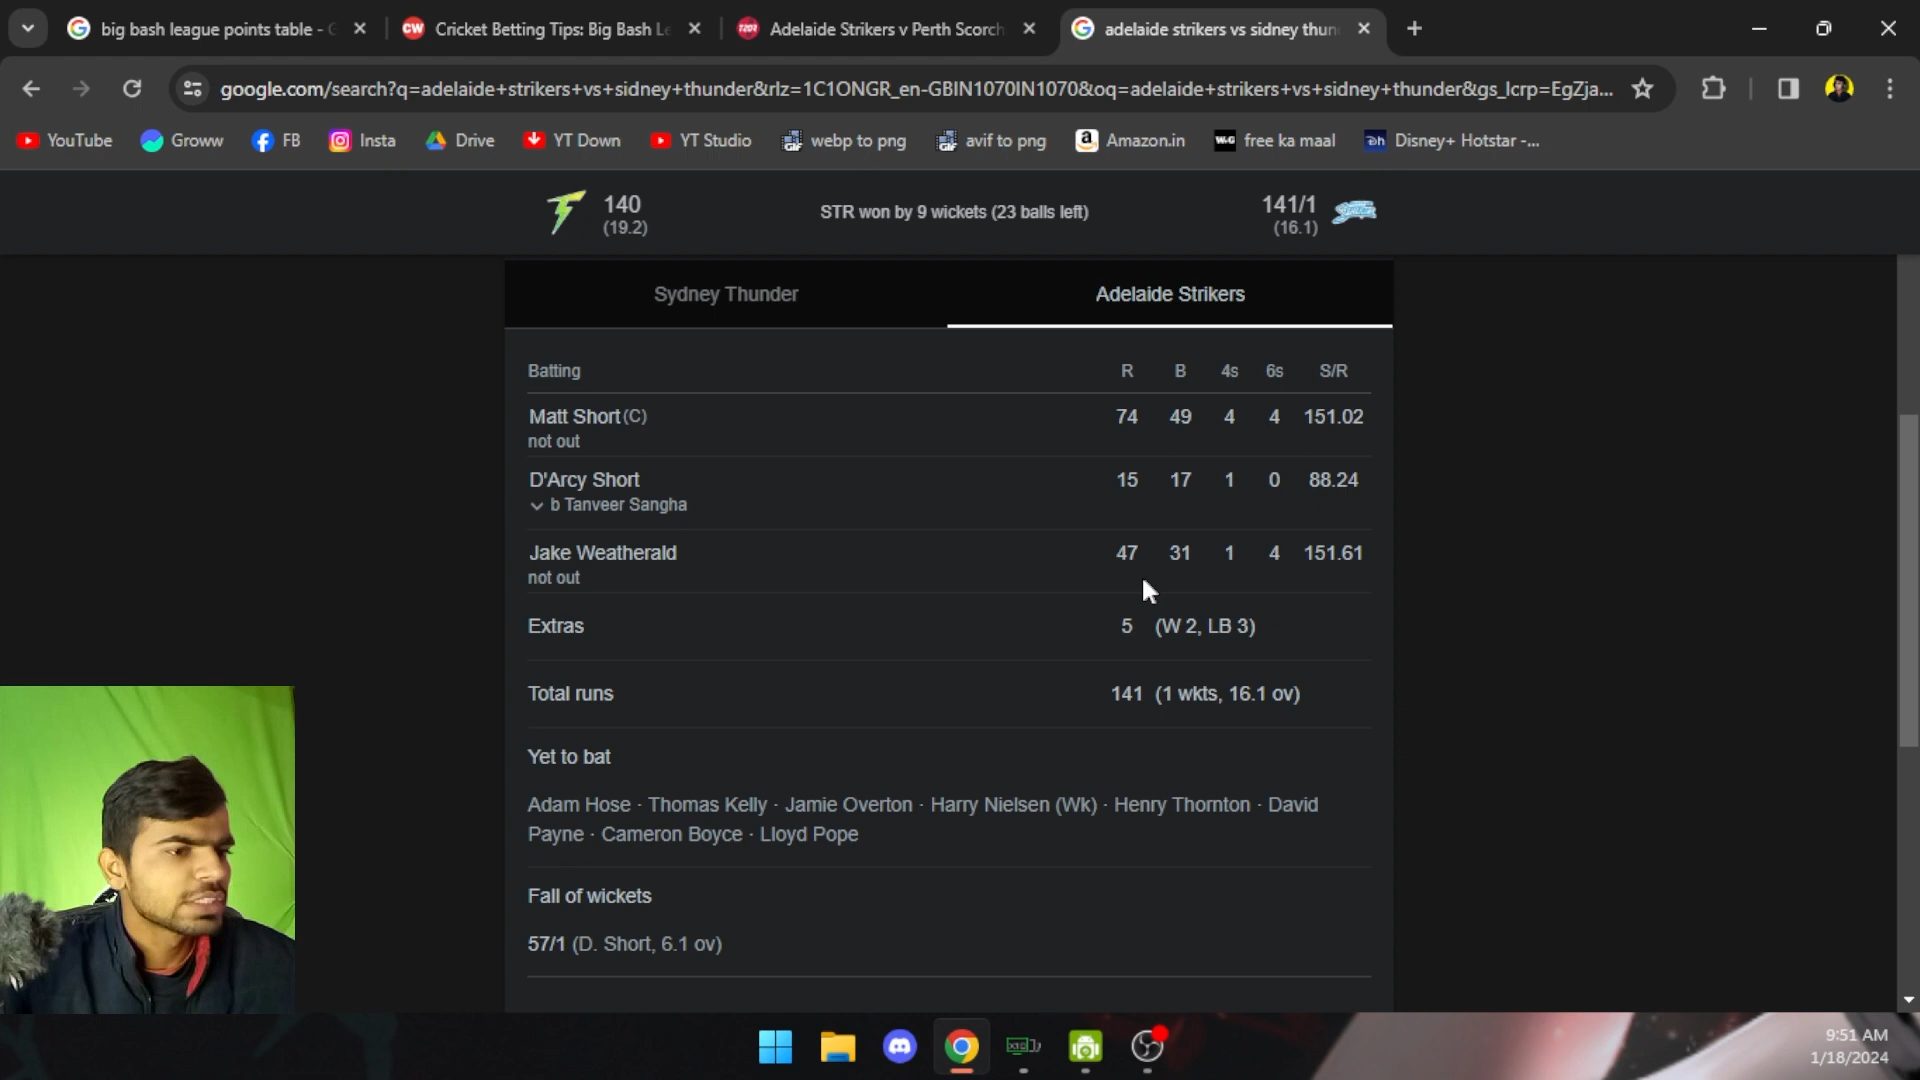 big bash league points table - G
CW Cricket Betting Tips: Big Bash Le
Adelaide Strikers v Perth Scorch
adelaide strikers vs sidney thun
google.com/search?q=adelaide+strikers+vs+sidney+thunder&rlz=1C1ONGR_en-GBIN1070IN1070&oq=adelaide+strikers+vs+sidney+thunder&gs_lcrp=EgZja...
YouTube Groww FB Insta Drive YT Down YT Studio webp to png avif to png Amazon.in free ka maal Disney+ Hotstar -...
140 STR won by 9 wickets (23 balls left) 141/1
(19.2) (16.1)
Sydney Thunder Adelaide Strikers
Batting R B 4s 6s S/R
Matt Short (C) 74 49 4 4 151.02
not out
D'Arcy Short 15 17 1 0 88.24
b Tanveer Sangha
Jake Weatherald 47 31 1 4 151.61
not out
Extras 5 (W 2, LB 3)
Total runs 141 (1 wkts, 16.1 ov)
Yet to bat
Adam Hose · Thomas Kelly · Jamie Overton · Harry Nielsen (Wk) · Henry Thornton · David
Payne · Cameron Boyce · Lloyd Pope
Fall of wickets
57/1 (D. Short, 6.1 ov)
9:51 AM
1/18/2024